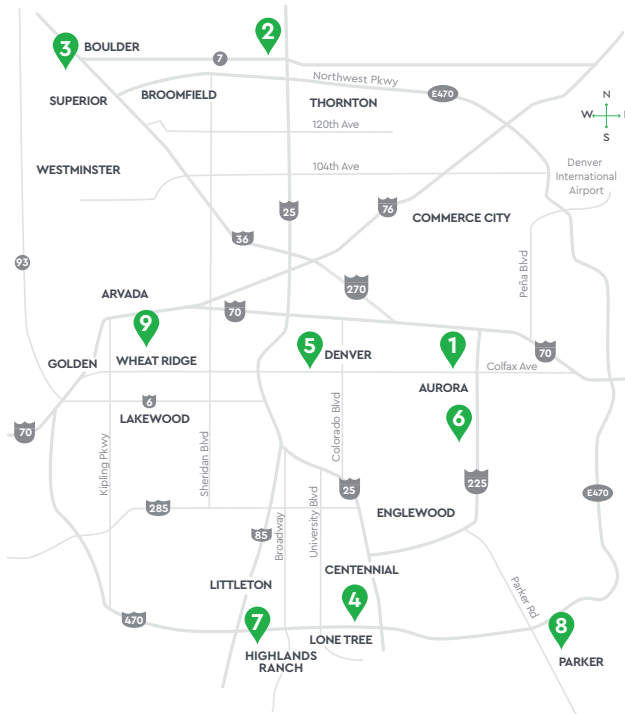 2
3
BOULDER
7
Northwest Pkwy
BROOMFIELD
E470
SUPERIOR
THORNTON
N
W
S
120th Ave
104th Ave
WESTMINSTER
Denver
International
Airport
25
76
COMMERCE CITY
36
93
Peña Blvd
270
ARVADA
70
9
5
DENVER
1
70
GOLDEN
WHEAT RIDGE
Colfax Ave
AURORA
6
LAKEWOOD
6
70
Kipling Pkwy
Sheridan Blvd
Colorado Blvd
225
25
E470
285
ENGLEWOOD
University Blvd
85
Broadway
CENTENNIAL
LITTLETON
Parker Rd
4
470
7
8
LONE TREE
HIGHLANDS
RANCH
PARKER